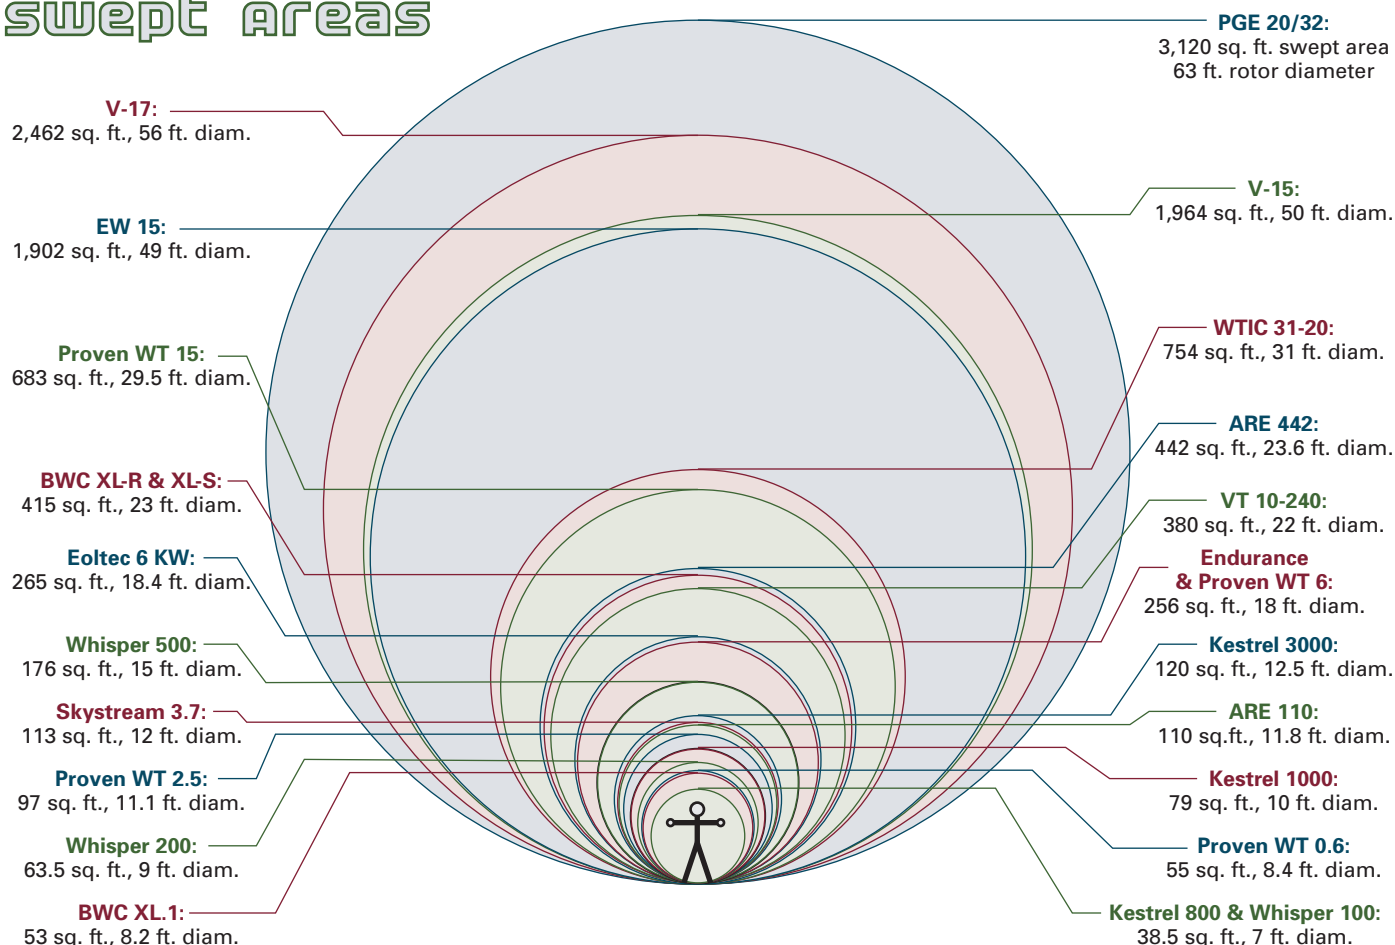 swept areas
PGE 20/32:
3,120 sq. ft. swept area
63 ft. rotor diameter
V-17:
2,462 sq. ft., 56 ft. diam.
V-15:
1,964 sq. ft., 50 ft. diam.
EW 15:
1,902 sq. ft., 49 ft. diam.
WTIC 31-20:
754 sq. ft., 31 ft. diam.
Proven WT 15:
683 sq. ft., 29.5 ft. diam.
ARE 442:
442 sq. ft., 23.6 ft. diam.
BWC XL-R & XL-S:
415 sq. ft., 23 ft. diam.
VT 10-240:
380 sq. ft., 22 ft. diam.
Eoltec 6 KW:
265 sq. ft., 18.4 ft. diam.
Endurance
& Proven WT 6:
256 sq. ft., 18 ft. diam.
Whisper 500:
176 sq. ft., 15 ft. diam.
Kestrel 3000:
120 sq. ft., 12.5 ft. diam.
Skystream 3.7:
113 sq. ft., 12 ft. diam.
ARE 110:
110 sq.ft., 11.8 ft. diam.
Proven WT 2.5:
97 sq. ft., 11.1 ft. diam.
Kestrel 1000:
79 sq. ft., 10 ft. diam.
Whisper 200:
63.5 sq. ft., 9 ft. diam.
Proven WT 0.6:
55 sq. ft., 8.4 ft. diam.
BWC XL.1:
53 sq. ft., 8.2 ft. diam.
Kestrel 800 & Whisper 100:
38.5 sq. ft., 7 ft. diam.